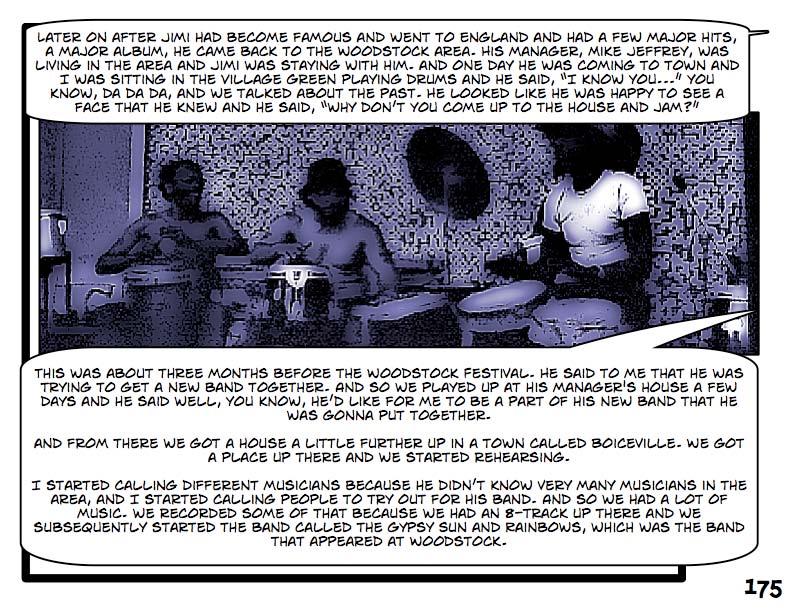 LATER ON AFTER JIMI HAD BECOME FAMOUS AND WENT TO ENGLAND AND HAD A FEW MAJOR HITS,
A MAJOR ALBUM, HE CAME BACK TO THE WOODSTOCK AREA. HIS MANAGER, MIKE JEFFREY, WAS
LIVING IN THE AREA AND JIMI WAS STAYING WITH HIM. AND ONE DAY HE WAS COMING TO TOWN AND
I WAS SITTING IN THE VILLAGE GREEN PLAYING DRUMS AND HE SAID, "I KNOW YOU..." YOU
KNOW, DA DA DA, AND WE TALKED ABOUT THE PAST. HE LOOKED LIKE HE WAS HAPPY TO SEE A
FACE THAT HE KNEW AND HE SAID, "WHY DON'T YOU COME UP TO THE HOUSE AND JAM?"
THIS WAS ABOUT THREE MONTHS BEFORE THE WOODSTOCK FESTIVAL. HE SAID TO ME THAT HE WAS
TRYING TO GET A NEW BAND TOGETHER. AND SO WE PLAYED UP AT HIS MANAGER'S HOUSE A FEW
DAYS AND HE SAID WELL, YOU KNOW, HE'D LIKE FOR ME TO BE A PART OF HIS NEW BAND THAT HE
WAS GONNA PUT TOGETHER.
AND FROM THERE WE GOT A HOUSE A LITTLE FURTHER UP IN A TOWN CALLED BOICEVILLE. WE GOT
A PLACE UP THERE AND WE STARTED REHEARSING.
I STARTED CALLING DIFFERENT MUSICIANS BECAUSE HE DIDN'T KNOW VERY MANY MUSICIANS IN THE
AREA, AND I STARTED CALLING PEOPLE TO TRY OUT FOR HIS BAND. AND SO WE HAD A LOT OF
MUSIC. WE RECORDED SOME OF THAT BECAUSE WE HAD AN 8-TRACK UP THERE AND WE
SUBSEQUENTLY STARTED THE BAND CALLED THE GYPSY SUN AND RAINBOWS, WHICH WAS THE BAND
THAT APPEARED AT WOODSTOCK.
175